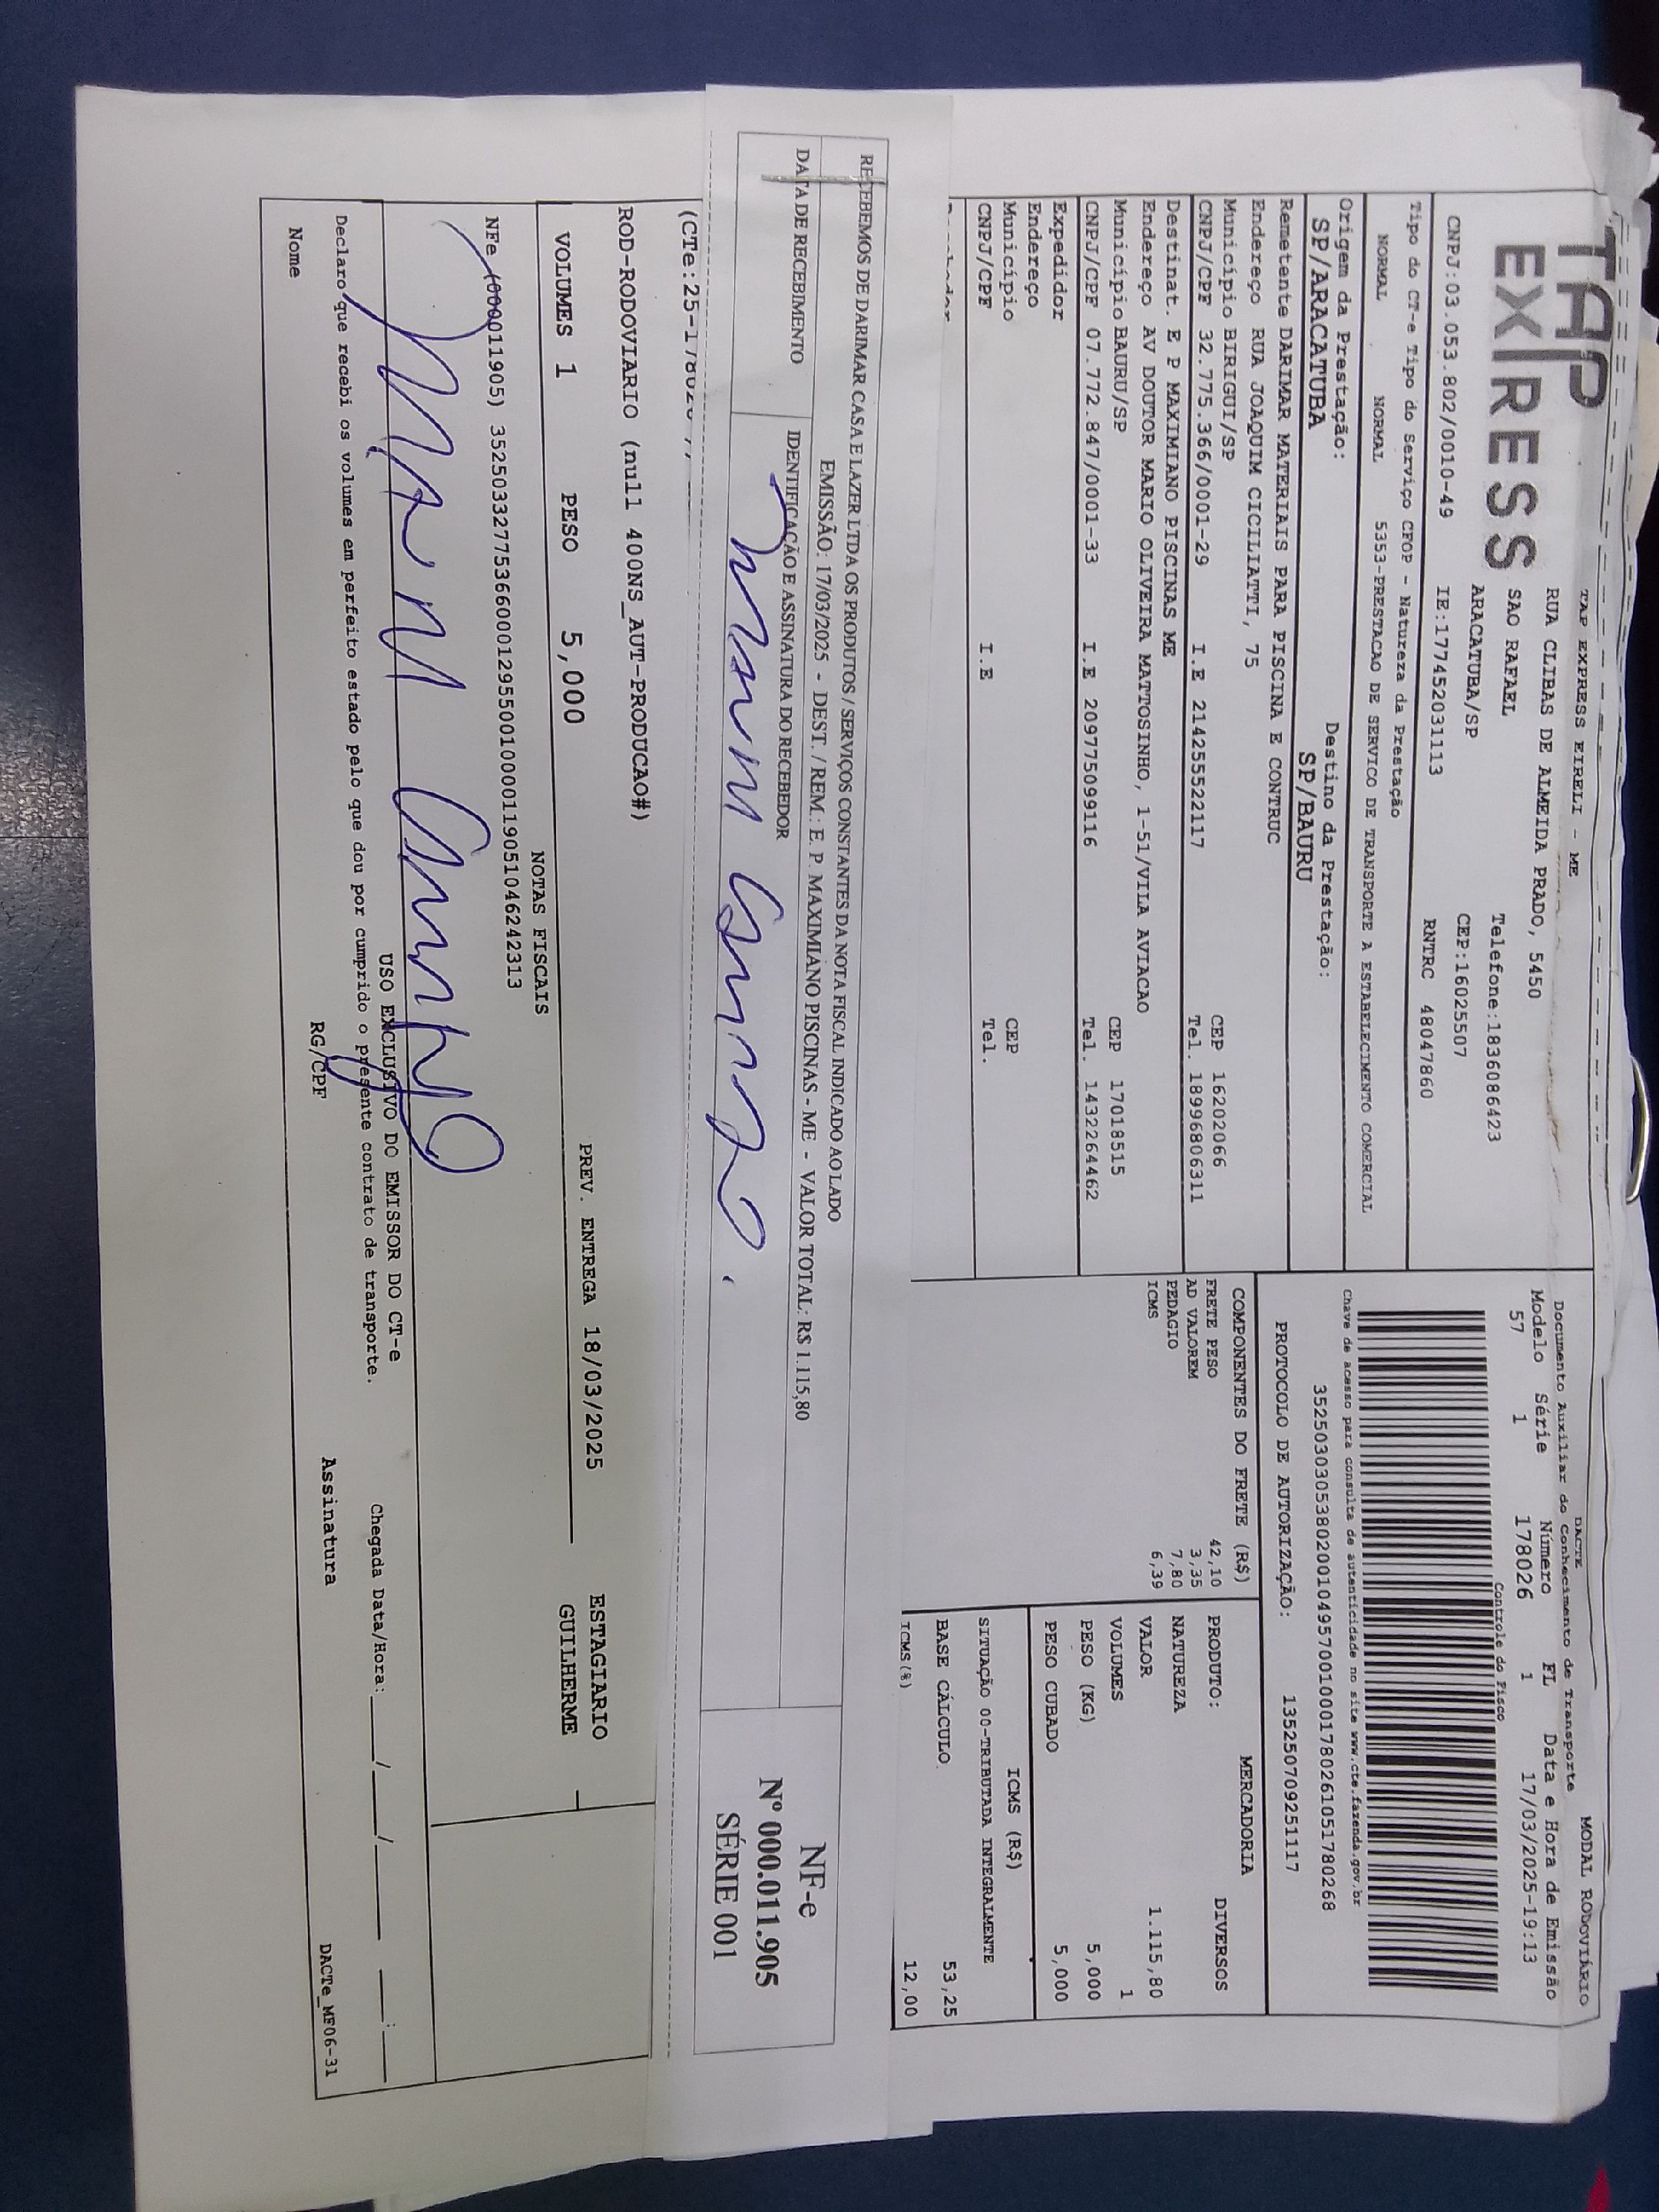 TAP
EXPRESS
TAP EXPRESS EIRELI - ME
RUA CLIBAS DE ALMEIDA PRADO, 5450
SAO RAFAEL Telefone:1836086423
ARACATUBA/SP CEP:16025507
CNPJ:03.053.802/0010-49 IE:177452031113 RNTRC 48047860
Tipo do CT-e Tipo do Serviço CFOP - Natureza da Prestação
NORMAL NORMAL 5353-PRESTACAO DE SERVICO DE TRANSPORTE A ESTABELECIMENTO COMERCIAL
Origem da Prestação: Destino da Prestação:
SP/ARACATUBA SP/BAURU
Remetente DARIMAR MATERIAIS PARA PISCINA E CONTRUC
Endereço RUA JOAQUIM CICILIATTI, 75
Município BIRIGUI/SP CEP 16202066
CNPJ/CPF 32.775.366/0001-29 I.E 214255522117 Tel. 18996806311
Destinat. E P MAXIMIANO PISCINAS ME
Endereço AV DOUTOR MARIO OLIVEIRA MATTOSINHO, 1-51/VILA AVIACAO
Município BAURU/SP CEP 17018515
CNPJ/CPF 07.772.847/0001-33 I.E 209775099116 Tel. 1432264462
Expedidor
Endereço
Município CEP
CNPJ/CPF I.E Tel.
DACTE MODAL RODOVIÁRIO
Documento Auxiliar do Conhecimento de Transporte
Modelo Série Número FL Data e Hora de Emissão
57 1 178026 1 17/03/2025-19:13
Controle do Fisco
Chave de acesso para consulta de autenticidade no site www.cte.fazenda.gov.br
35250303053802001049570010001780261051780268
PROTOCOLO DE AUTORIZAÇÃO: 135250709251117
COMPONENTES DO FRETE (R$)
FRETE PESO 42,10
AD VALOREM 3,35
PEDAGIO 7,80
ICMS 6,39
MERCADORIA
PRODUTO: DIVERSOS
NATUREZA
VALOR 1.115,80
VOLUMES 1
PESO (KG) 5,000
PESO CUBADO 5,000
ICMS (R$)
SITUAÇÃO 00-TRIBUTADA INTEGRALMENTE
BASE CÁLCULO 53,25
ICMS(%) 12,00
RECEBEMOS DE DARIMAR CASA E LAZER LTDA OS PRODUTOS / SERVIÇOS CONSTANTES DA NOTA FISCAL INDICADO AO LADO
EMISSÃO: 17/03/2025 - DEST. / REM.: E. P. MAXIMIANO PISCINAS - ME - VALOR TOTAL: R$ 1.115,80
DATA DE RECEBIMENTO IDENTIFICAÇÃO E ASSINATURA DO RECEBEDOR
NF-e
Nº 000.011.905
SÉRIE 001
(CTe:25-178026
ROD-RODOVIARIO (null 400NS_AUT-PRODUCAO#)
VOLUMES 1 PESO 5,000 PREV. ENTREGA 18/03/2025 ESTAGIARIO
GUILHERME
NOTAS FISCAIS
NFe (000011905) 35250332775366000129550010000119051046242313
USO EXCLUSIVO DO EMISSOR DO CT-e
Declaro que recebi os volumes em perfeito estado pelo que dou por cumprido o presente contrato de transporte. Chegada Data/Hora:____/____/____ ___:___
Nome RG/CPF Assinatura DACTe_MF06-31